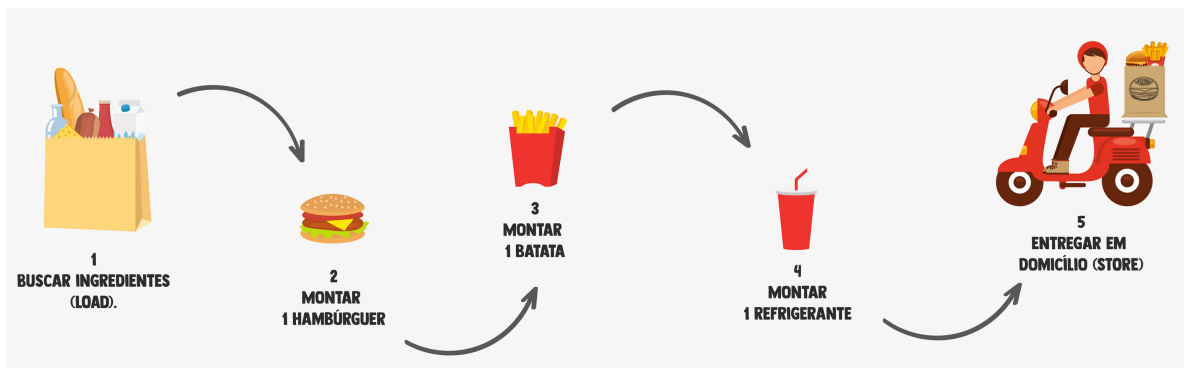 1
BUSCAR INGREDIENTES
(LOAD).
2
MONTAR
1 HAMBÚRGUER
3
MONTAR
1 BATATA
4
MONTAR
1 REFRIGERANTE
5
ENTREGAR EM
DOMICÍLIO (STORE)